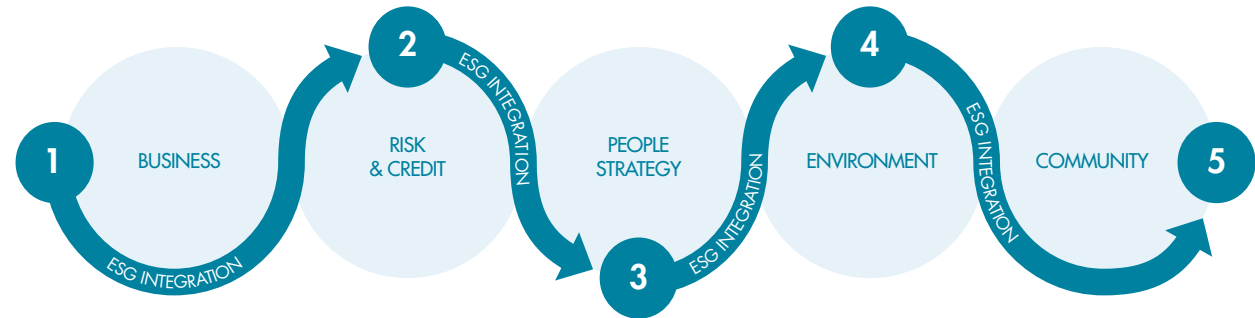 1
BUSINESS
ESG INTEGRATION
2
RISK
& CREDIT
ESG INTEGRATION
3
PEOPLE
STRATEGY
ESG INTEGRATION
4
ENVIRONMENT
ESG INTEGRATION
5
COMMUNITY